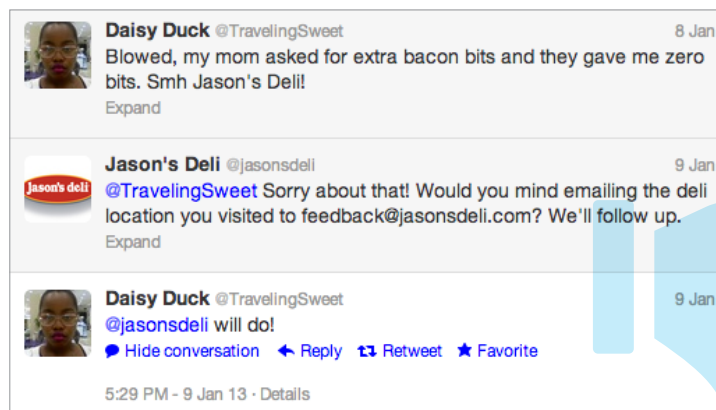 Daisy Duck @TravelingSweet 8 Jan
Blowed, my mom asked for extra bacon bits and they gave me zero
bits. Smh Jason's Deli!
Expand
Jason's Deli @jasonsdeli 9 Jan
jason's deli
@TravelingSweet Sorry about that! Would you mind emailing the deli
location you visited to feedback@jasonsdeli.com? We'll follow up.
Expand
Daisy Duck @TravelingSweet 9 Jan
@jasonsdeli will do!
Hide conversation Reply Retweet Favorite
5:29 PM - 9 Jan 13 · Details